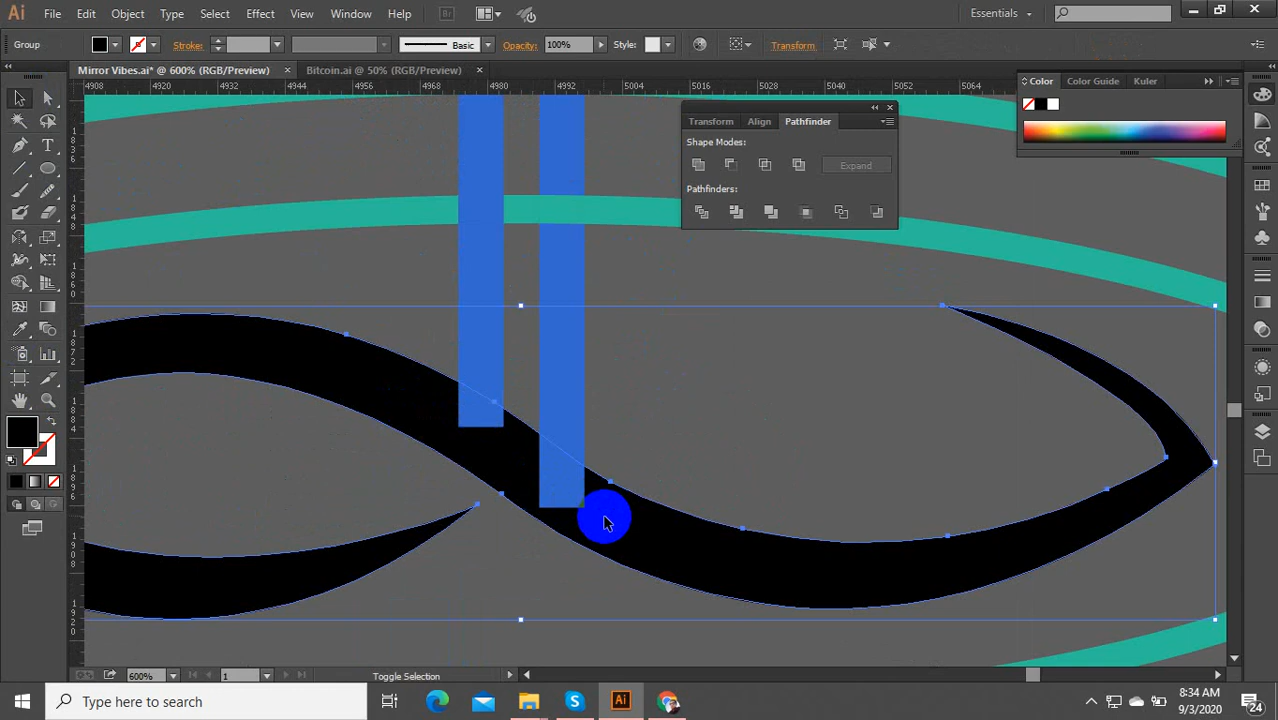 Ai File Edit Object Type Select Effect View Window Help Br Essentials
Group Stroke: Basic Opacity: 100% Style: Transform
Mirror Vibes.ai* @ 600% (RGB/Preview) × Bitcoin.ai @ 50% (RGB/Preview) ×
4908 4920 4932 4944 4956 4968 4980 4992 5004 5016 5028 5040 5052 5064
Color Color Guide Kuler
Transform Align Pathfinder
Shape Modes:
Expand
Pathfinders:
600% 1 Toggle Selection
Type here to search
8:34 AM
9/3/2020
24